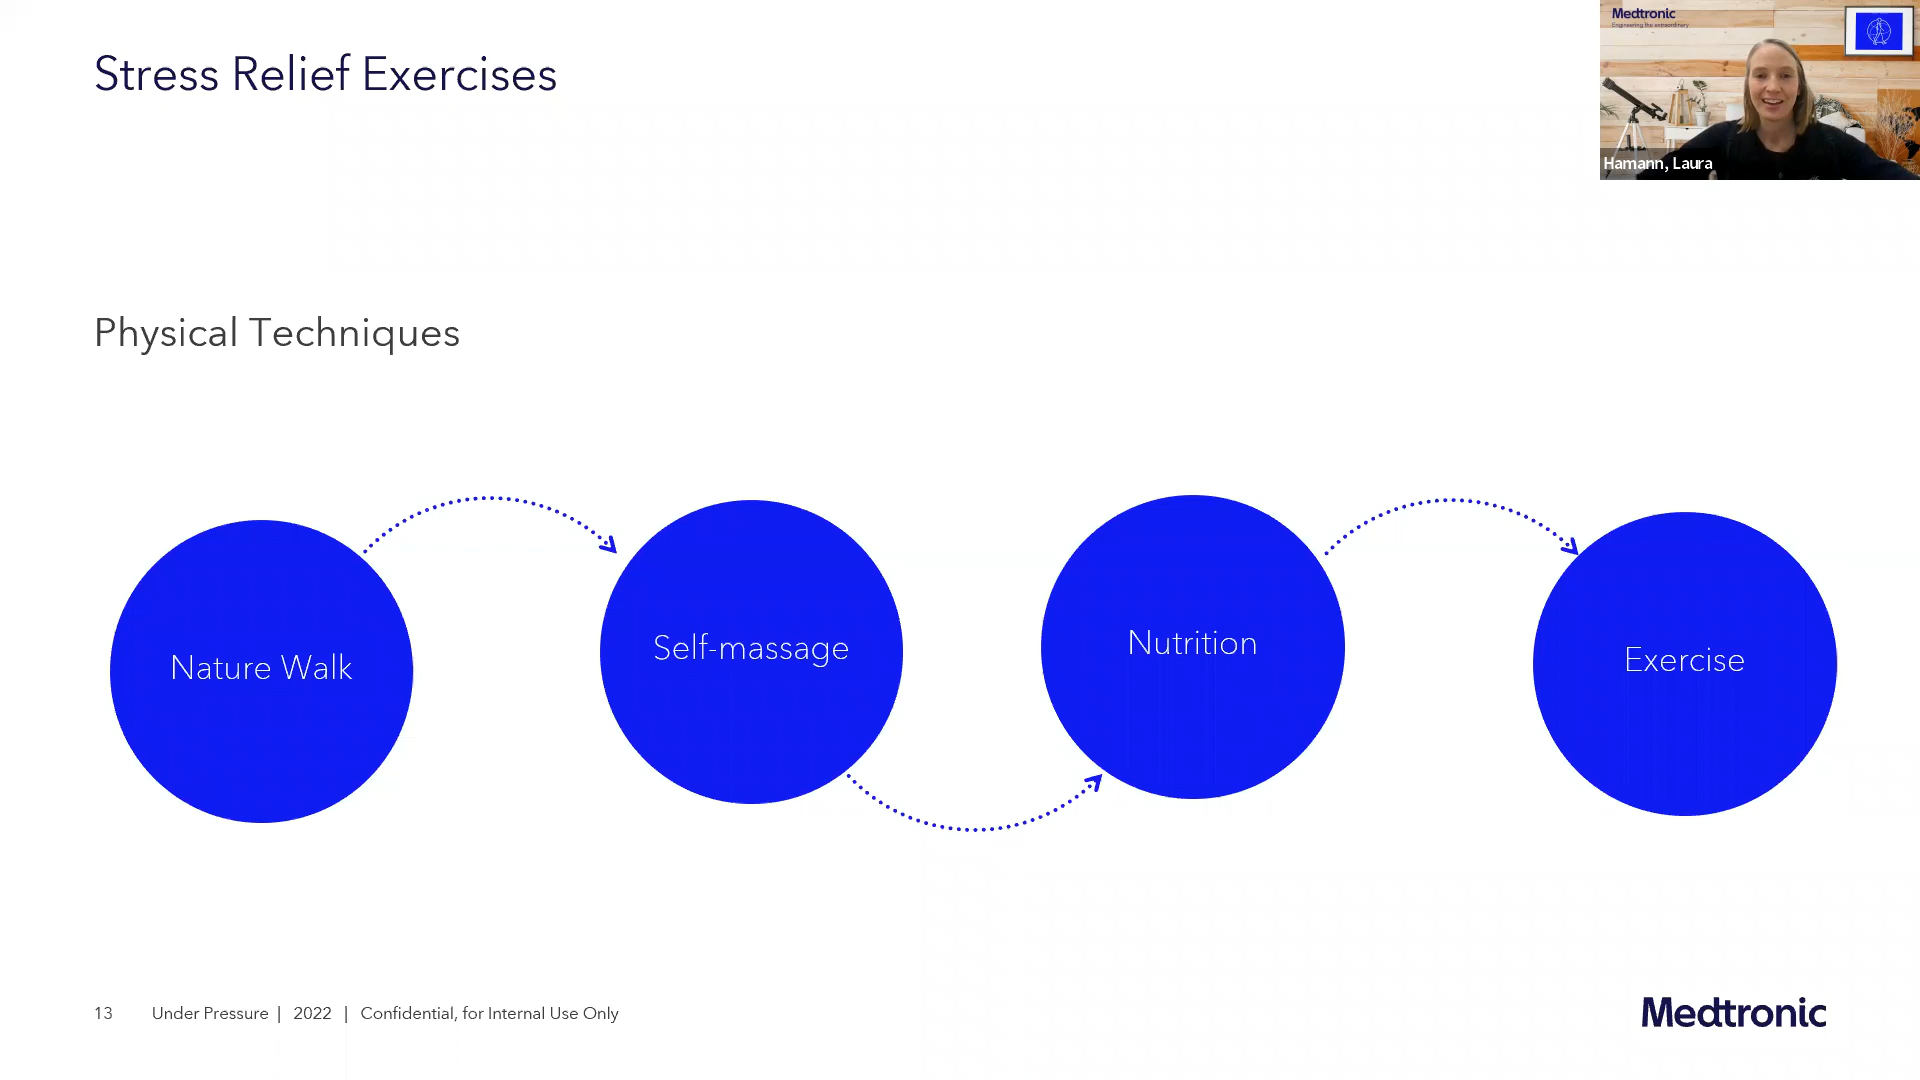 Stress Relief Exercises
Medtronic
Engineering the extraordinary
Hamann, Laura
Physical Techniques
Nature Walk
Self-massage
Nutrition
Exercise
13 Under Pressure | 2022 | Confidential, for Internal Use Only
Medtronic